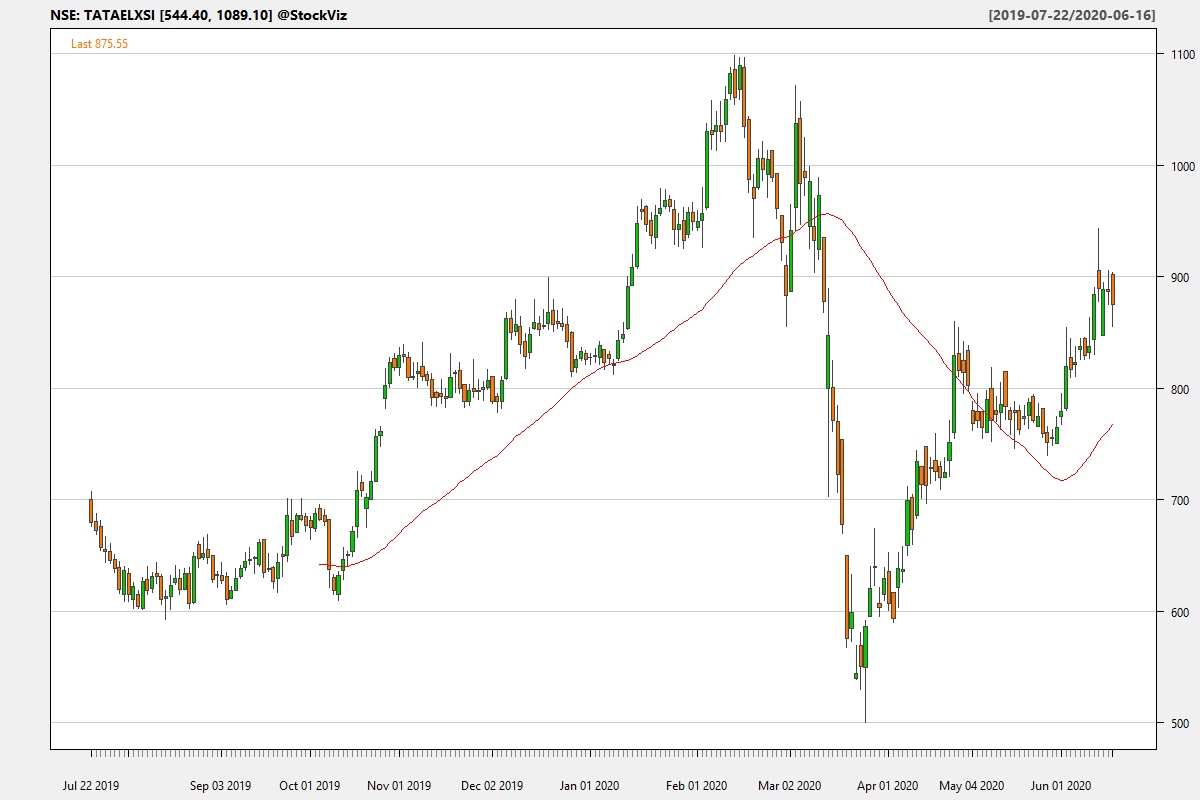 NSE: TATAELXSI [544.40, 1089.10] @StockViz
[2019-07-22/2020-06-16]
Last 875.55
1100
1000
900
800
700
600
500
Jul 22 2019 Sep 03 2019 Oct 01 2019 Nov 01 2019 Dec 02 2019 Jan 01 2020 Feb 01 2020 Mar 02 2020 Apr 01 2020 May 04 2020 Jun 01 2020